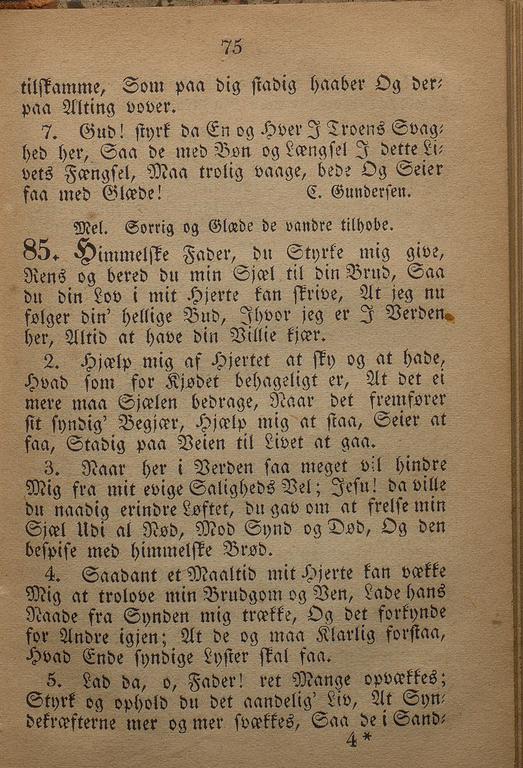 75
tilskamme, Som paa dig stadig haaber Og der-
paa Alting vover.
7. Gud! styrk da En og Hver I Troens Svag-
hed her, Saa de med Bøn og Længsel I dette Li-
vets Fængsel, Maa trolig vaage, bede Og Seier
faa med Glæde! C. Gundersen.
Mel. Sorrig og Glæde de vandre tilhobe.
85. Himmelske Fader, du Styrke mig give,
Rens og bered du min Sjæl til din Brud, Saa
du din Lov i mit Hjerte kan skrive, At jeg nu
følger din' hellige Bud, Ihvor jeg er I Verden
her, Altid at have din Villie kjær.
2. Hjælp mig af Hjertet at sky og at hade,
Hvad som for Kjødet behageligt er, At det ei
mere maa Sjælen bedrage, Naar det fremfører
sit syndig' Begjær, Hjælp mig at staa, Seier at
faa, Stadig paa Veien til Livet at gaa.
3. Naar her i Verden saa meget vil hindre
Mig fra mit evige Saligheds Vel; Jesu! da ville
du naadig erindre Løftet, du gav om at frelse min
Sjæl Udi al Nød, Mod Synd og Død, Og den
bespise med himmelske Brød.
4. Saadant et Maaltid mit Hjerte kan vække
Mig at trolove min Brudgom og Ven, Lade hans
Naade fra Synden mig trække, Og det forkynde
for Andre igjen; At de og maa Klarlig forstaa,
Hvad Ende syndige Lyster skal faa.
5. Lad da, o, Fader! ret Mange opvækkes;
Styrk og ophold du det aandelig' Liv, At Syn-
dekræfterne mer og mer svækkes, Saa de i Sand-
4*